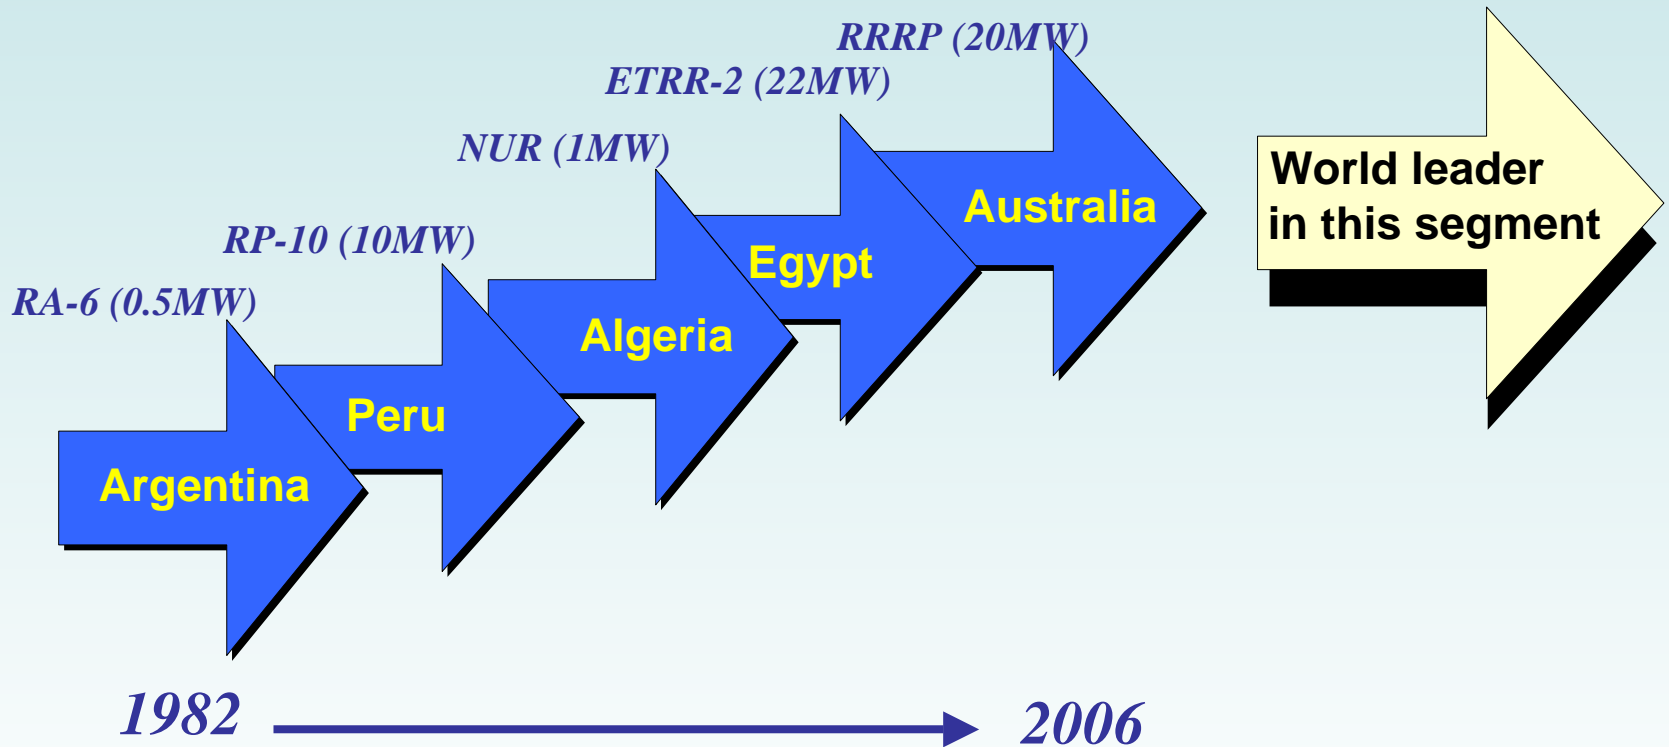 RRRP (20MW)
ETRR-2 (22MW)
NUR (1MW)
RP-10 (10MW)
RA-6 (0.5MW)
World leader
in this segment
Australia
Egypt
Algeria
Peru
Argentina
1982
2006